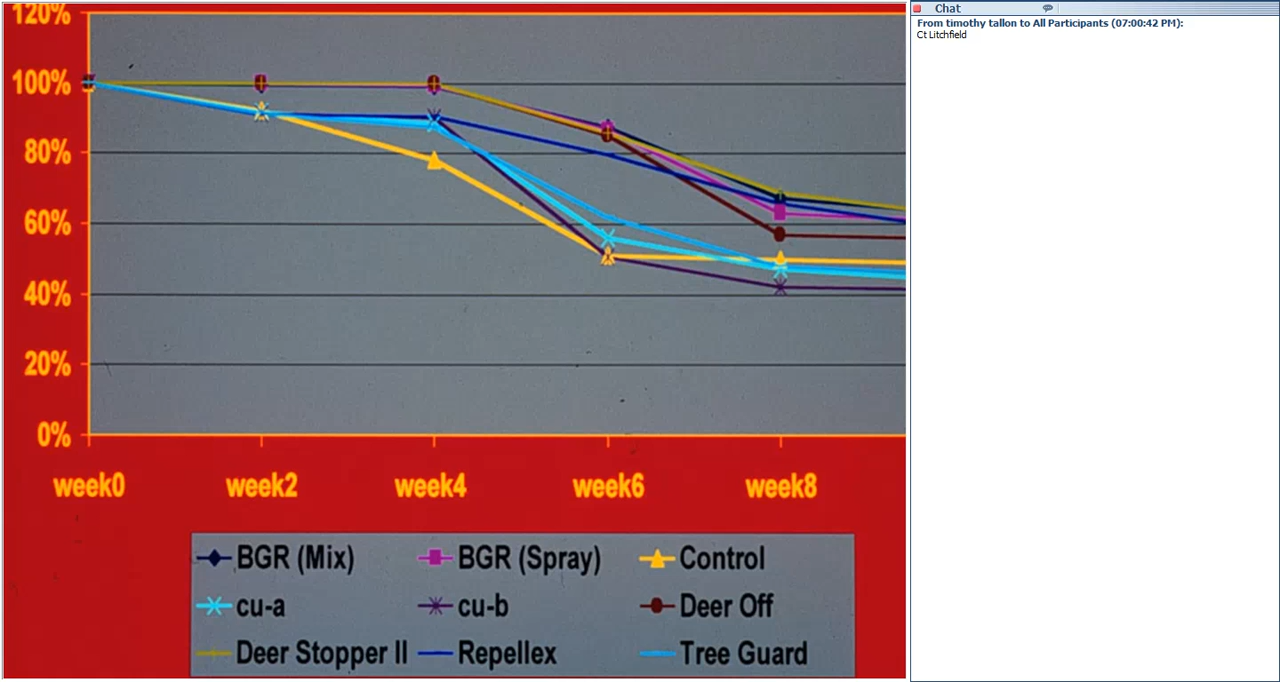 120%
100%
80%
60%
40%
20%
0%
week0 week2 week4 week6 week8
BGR (Mix) BGR (Spray) Control
cu-a cu-b Deer Off
Deer Stopper II Repellex Tree Guard
Chat
From timothy tallon to All Participants (07:00:42 PM):
Ct Litchfield